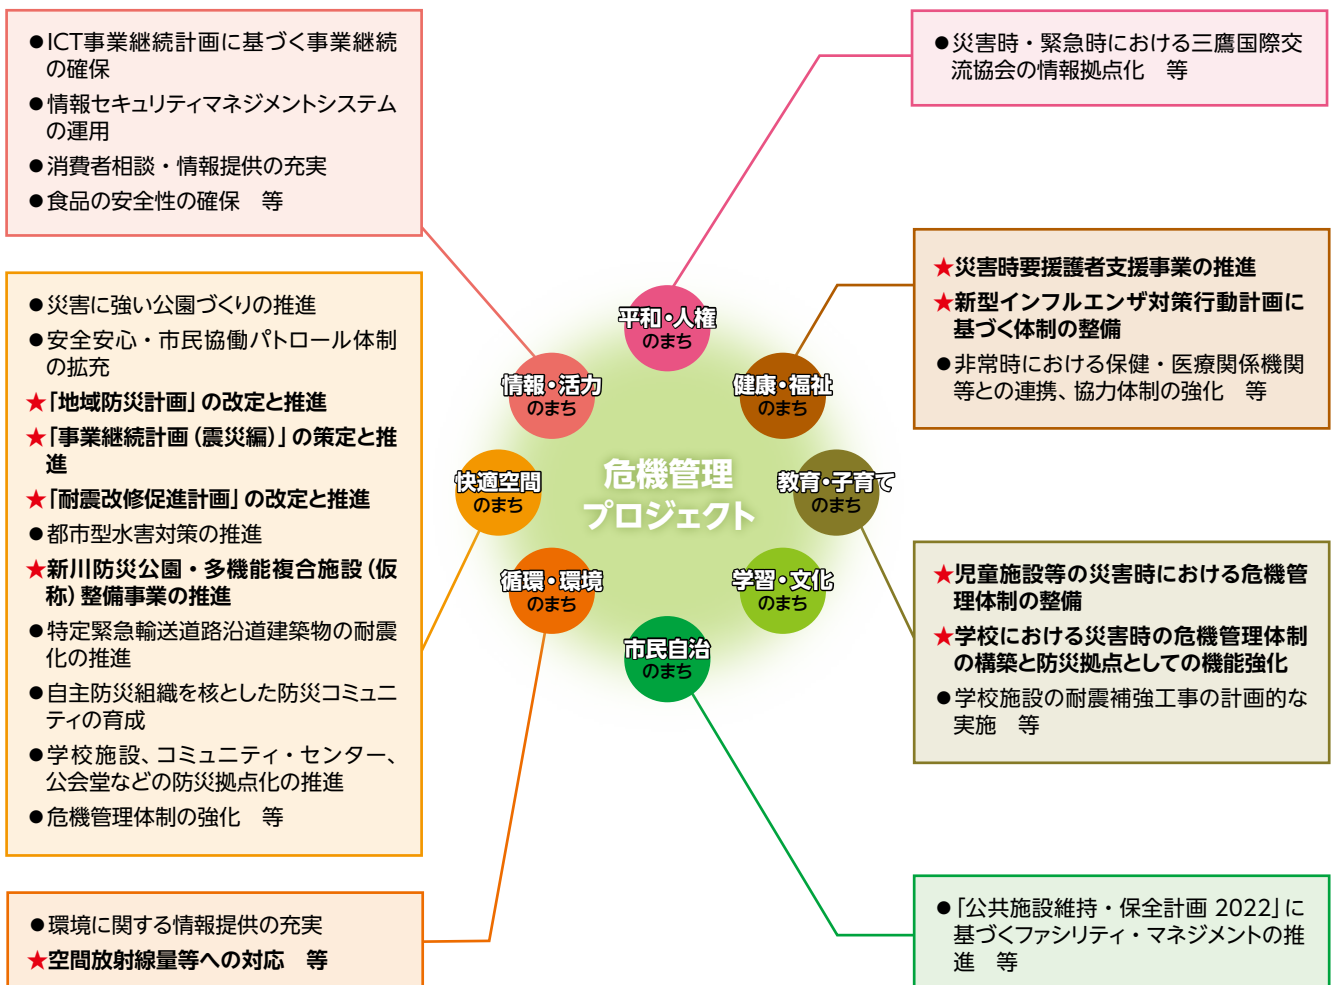 ●ICT事業継続計画に基づく事業継続
の確保
●情報セキュリティマネジメントシステム
の運用
●消費者相談・情報提供の充実
●食品の安全性の確保　等
●災害に強い公園づくりの推進
●安全安心・市民協働パトロール体制
の拡充
★「地域防災計画」の改定と推進
★「事業継続計画(震災編)」の策定と推
進
★「耐震改修促進計画」の改定と推進
●都市型水害対策の推進
★新川防災公園・多機能複合施設(仮
称)整備事業の推進
●特定緊急輸送道路沿道建築物の耐震
化の推進
●自主防災組織を核とした防災コミュニ
ティの育成
●学校施設、コミュニティ・センター、
公会堂などの防災拠点化の推進
●危機管理体制の強化　等
●環境に関する情報提供の充実
★空間放射線量等への対応　等
平和・人権
のまち
情報・活力
のまち
健康・福祉
のまち
快適空間
のまち
危機管理
プロジェクト
教育・子育て
のまち
循環・環境
のまち
学習・文化
のまち
市民自治
のまち
●災害時・緊急時における三鷹国際交
流協会の情報拠点化　等
★災害時要援護者支援事業の推進
★新型インフルエンザ対策行動計画に
基づく体制の整備
●非常時における保健・医療関係機関
等との連携、協力体制の強化　等
★児童施設等の災害時における危機管
理体制の整備
★学校における災害時の危機管理体制
の構築と防災拠点としての機能強化
●学校施設の耐震補強工事の計画的な
実施　等
●「公共施設維持・保全計画 2022」に
基づくファシリティ・マネジメントの推
進　等